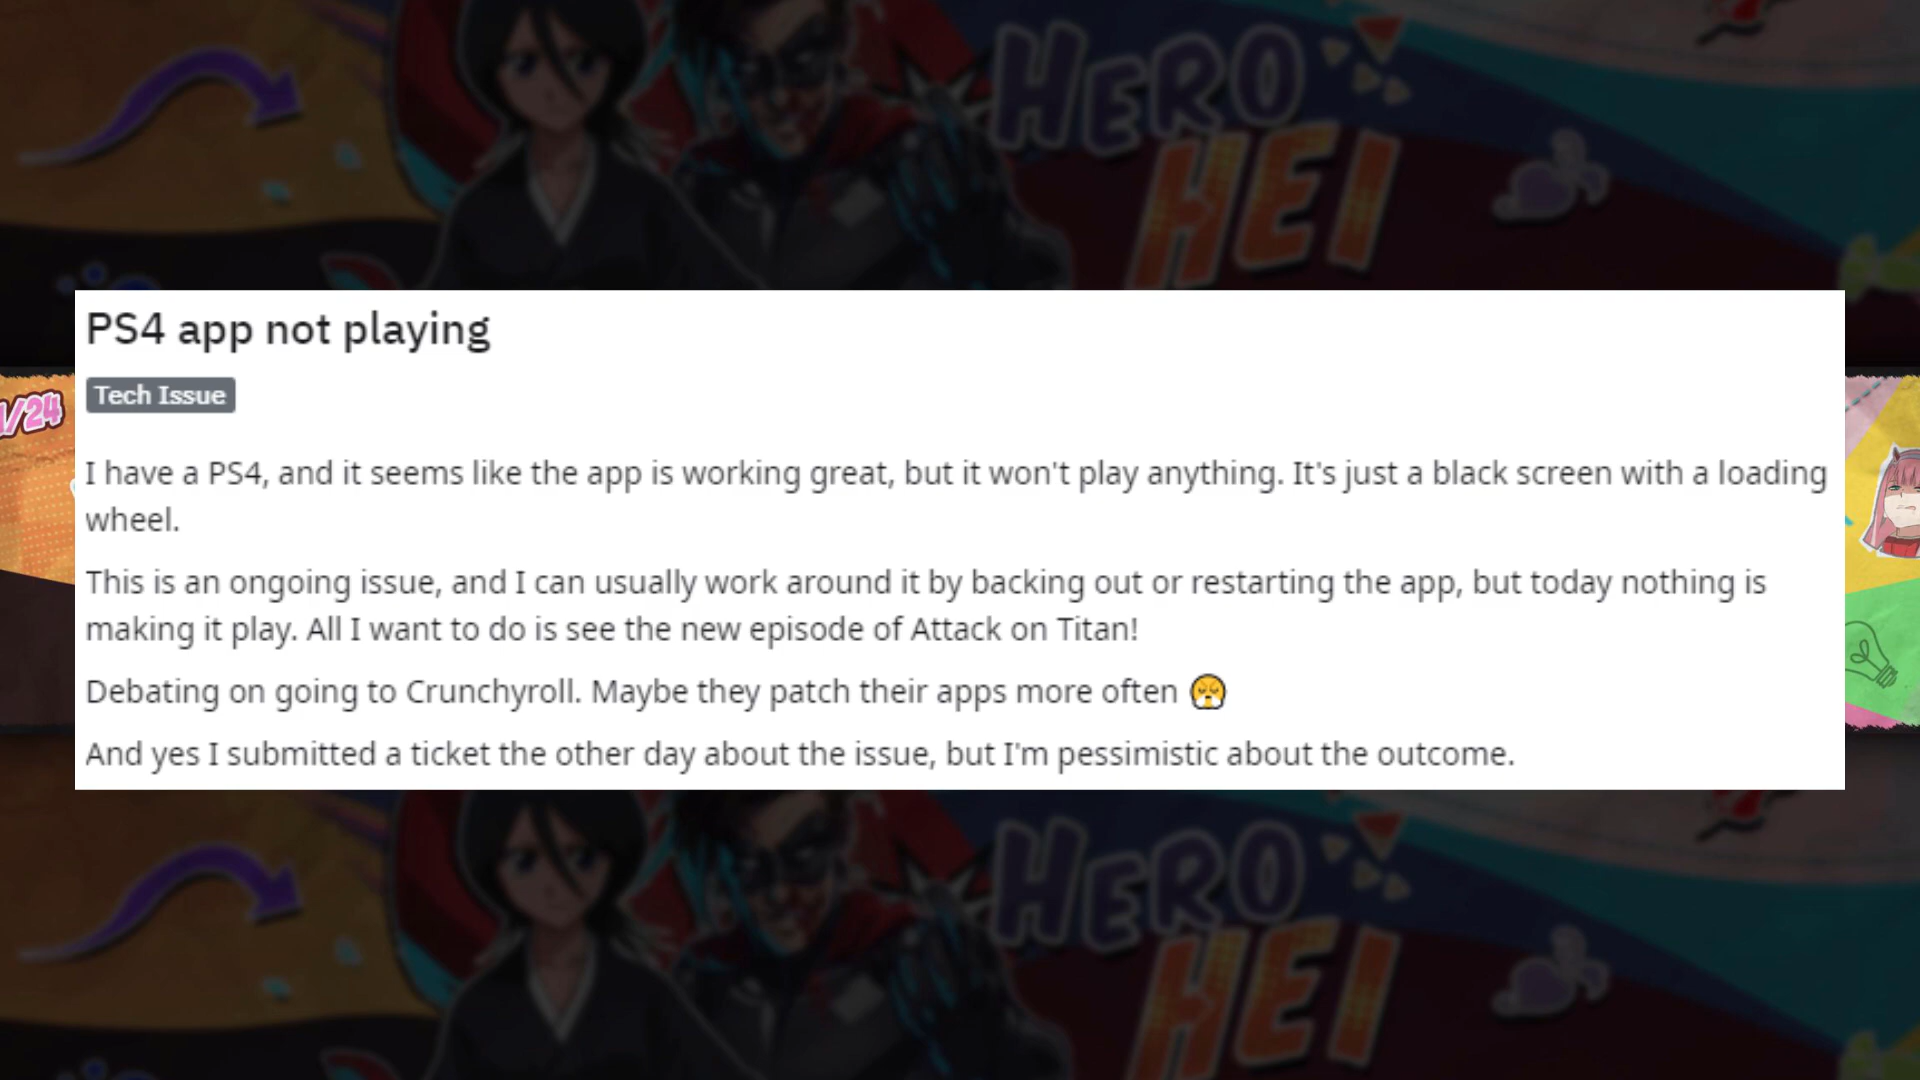 HERO
HEI
PS4 app not playing
Tech Issue
/24
I have a PS4, and it seems like the app is working great, but it won't play anything. It's just a black screen with a loading
wheel.
This is an ongoing issue, and I can usually work around it by backing out or restarting the app, but today nothing is
making it play. All I want to do is see the new episode of Attack on Titan!
Debating on going to Crunchyroll. Maybe they patch their apps more often 😤
And yes I submitted a ticket the other day about the issue, but I'm pessimistic about the outcome.
HERO
HEI